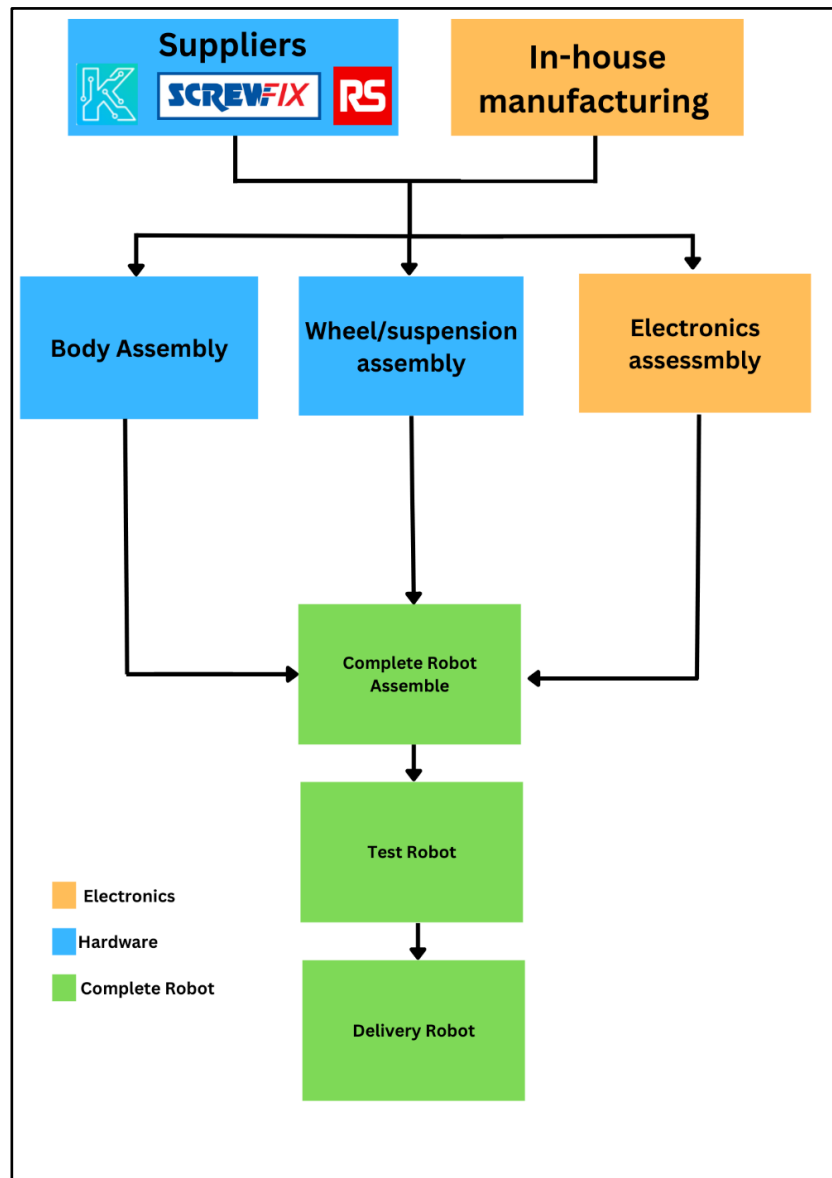 Suppliers
K
SCREWFIX
RS
In-house
manufacturing
Body Assembly
Wheel/suspension
assembly
Electronics
assessmbly
Complete Robot
Assemble
Test Robot
Electronics
Hardware
Complete Robot
Delivery Robot